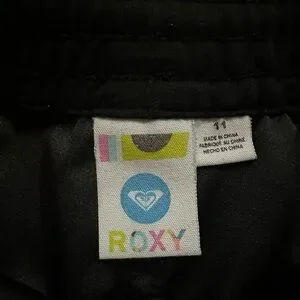 11
MADE IN CHINA
FABRIQUÉ AU CHINE
HECHO EN CHINA
ROXY